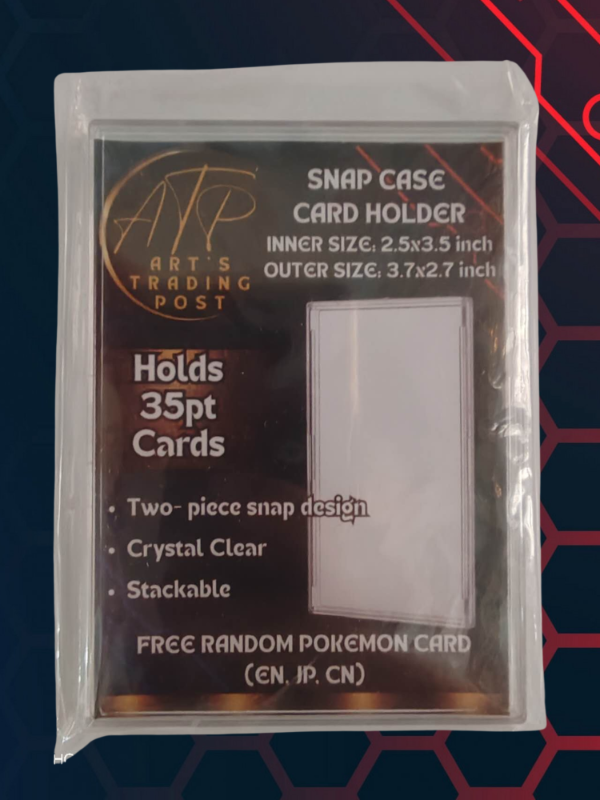 ATP
ART'S
TRADING
POST
SNAP CASE
CARD HOLDER
INNER SIZE: 2.5x3.5 inch
OUTER SIZE: 3.7x2.7 inch
Holds
35pt
Cards
• Two- piece snap design
• Crystal Clear
• Stackable
FREE RANDOM POKEMON CARD
(EN, JP, CN)